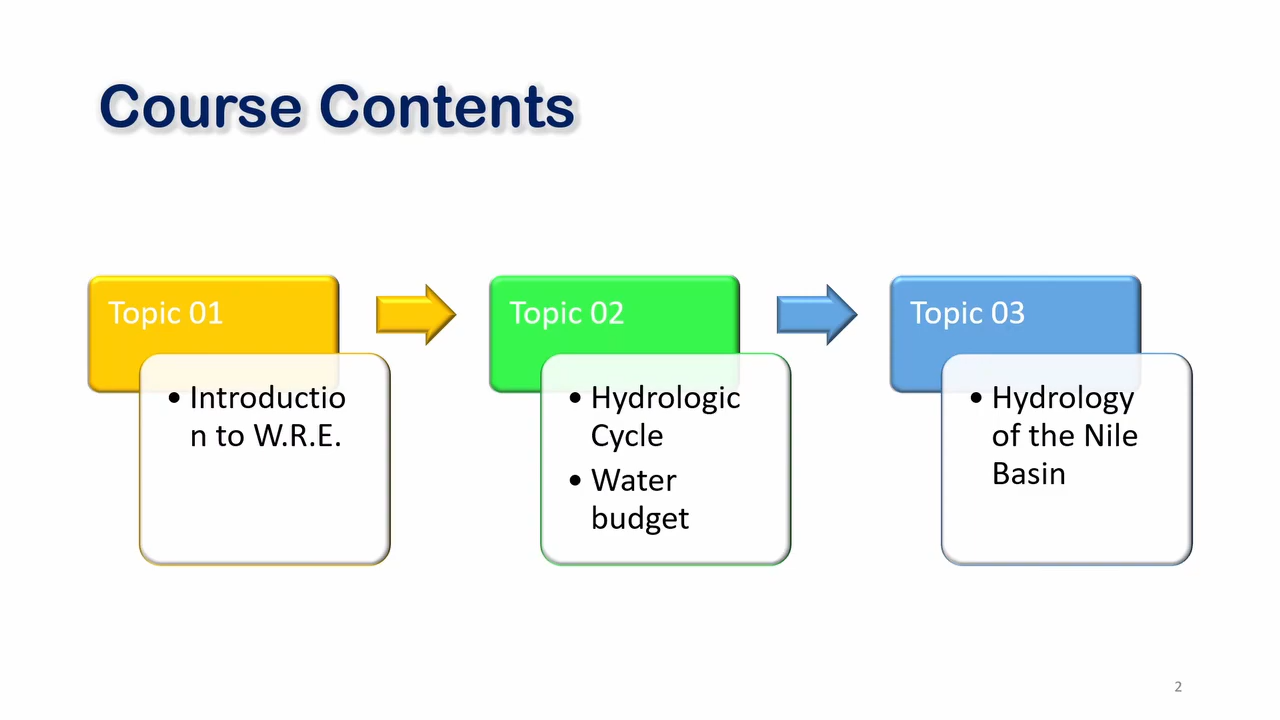 Course Contents
Topic 01
• Introductio
n to W.R.E.
Topic 02
• Hydrologic
Cycle
• Water
budget
Topic 03
• Hydrology
of the Nile
Basin
2